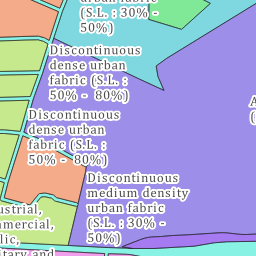 urban fabric
(S.L. : 30% -
50%)
Discontinuous
dense urban
fabric (S.L. :
50% -  80%)
A
(
Discontinuous
dense urban
fabric (S.L. :
50% -  80%)
Discontinuous
medium density
urban fabric
(S.L. : 30% -
50%)
ustrial,
mmercial,
lic,
itary and